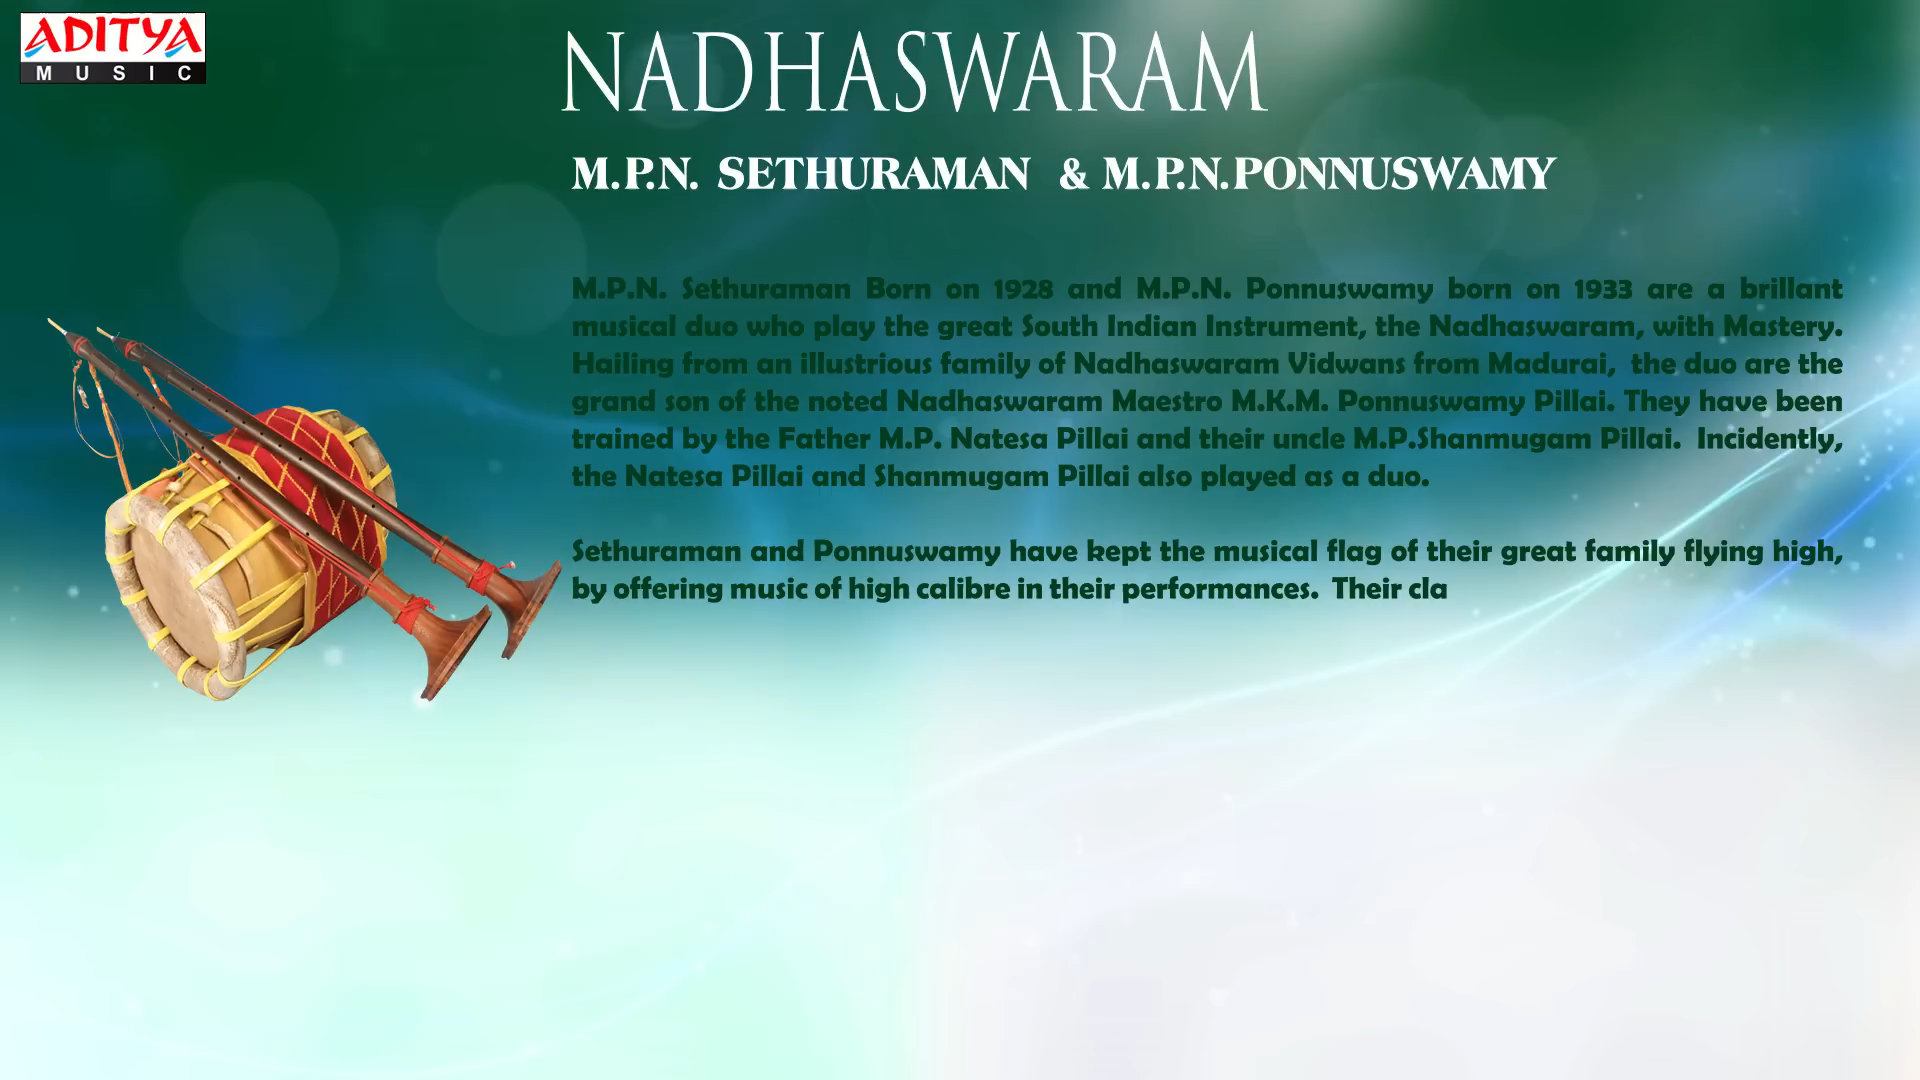 ADITYA
MUSIC
NADHASWARAM
M.P.N. SETHURAMAN & M.P.N.PONNUSWAMY
M.P.N. Sethuraman Born on 1928 and M.P.N. Ponnuswamy born on 1933 are a brillant
musical duo who play the great South Indian Instrument, the Nadhaswaram, with Mastery.
Hailing from an illustrious family of Nadhaswaram Vidwans from Madurai, the duo are the
grand son of the noted Nadhaswaram Maestro M.K.M. Ponnuswamy Pillai. They have been
trained by the Father M.P. Natesa Pillai and their uncle M.P.Shanmugam Pillai. Incidently,
the Natesa Pillai and Shanmugam Pillai also played as a duo.
Sethuraman and Ponnuswamy have kept the musical flag of their great family flying high,
by offering music of high calibre in their performances. Their cla